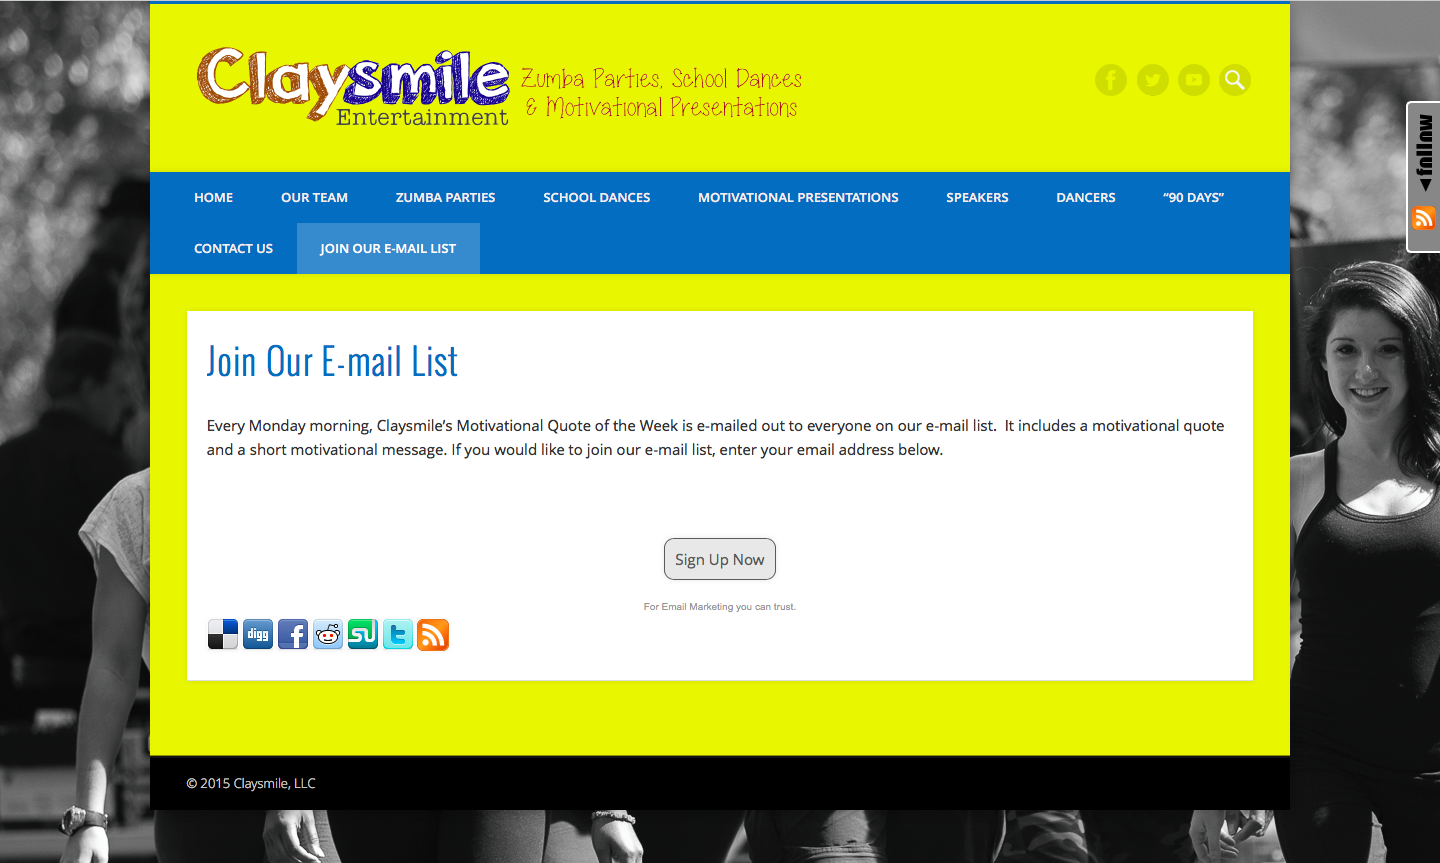 Claysmile
Entertainment
Zumba Parties, School Dances
& Motivational Presentations
follow
HOME OUR TEAM ZUMBA PARTIES SCHOOL DANCES MOTIVATIONAL PRESENTATIONS SPEAKERS DANCERS “90 DAYS”
CONTACT US JOIN OUR E-MAIL LIST
Join Our E-mail List
Every Monday morning, Claysmile’s Motivational Quote of the Week is e-mailed out to everyone on our e-mail list.  It includes a motivational quote
and a short motivational message. If you would like to join our e-mail list, enter your email address below.
Sign Up Now
For Email Marketing you can trust.
digg
© 2015 Claysmile, LLC